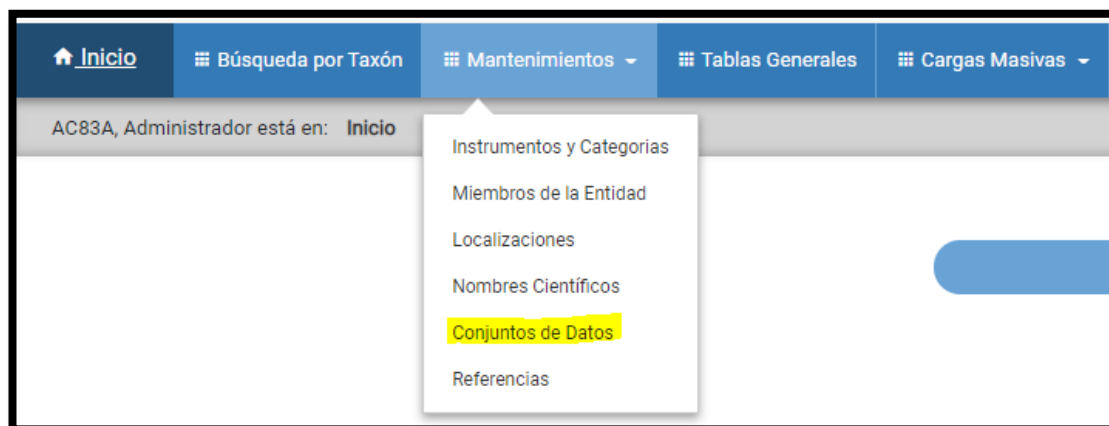 Inicio
Búsqueda por Taxón
Mantenimientos
Tablas Generales
Cargas Masivas
AC83A, Administrador está en: Inicio
Instrumentos y Categorias
Miembros de la Entidad
Localizaciones
Nombres Científicos
Conjuntos de Datos
Referencias